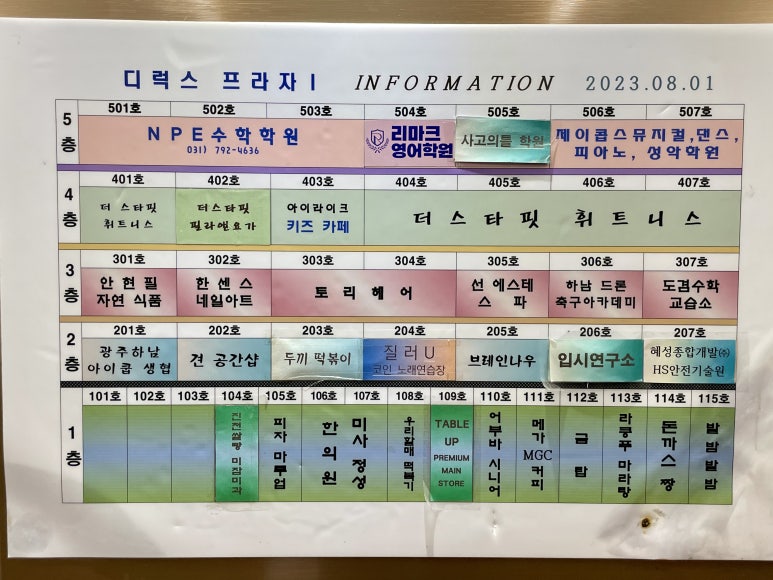 디럭스 프라자Ⅰ INFORMATION 2023.08.01
5층
501호 502호 503호 504호 505호 506호 507호
NPE수학학원
031) 792-4636
리마크
영어학원
사고의틀 학원
제이콥스뮤지컬,댄스,
피아노, 성악학원
4층
401호 402호 403호 404호 405호 406호 407호
더 스타핏
휘트니스
더 스타핏
필라앤요가
아이라이크
키즈 카페
더 스타핏 휘트니스
3층
301호 302호 303호 304호 305호 306호 307호
안현필
자연 식품
한센스
네일아트
토리헤어
선 에스테
스 파
하남 드론
축구아카데미
도겸수학
교습소
2층
201호 202호 203호 204호 205호 206호 207호
광주하남
아이쿱 생협
견 공간샵
두끼 떡볶이
질러U
코인 노래연습장
브레인나우
입시연구소
혜성종합개발㈜
HS안전기술원
1층
101호 102호 103호 104호 105호 106호 107호 108호 109호 110호 111호 112호 113호 114호 115호
피자 마루업
한의원
미사정성
우리할매 떡볶기
TABLE
UP
PREMIUM
MAIN
STORE
어부바 시니어
메가
MGC
커피
금탑
라쿵푸 마라탕
돈까스짱
발밤발밤